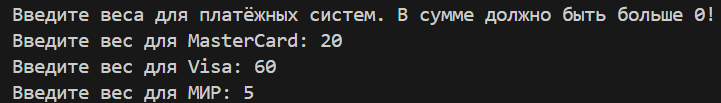 Введите веса для платёжных систем. В сумме должно быть больше 0!
Введите вес для MasterCard: 20
Введите вес для Visa: 60
Введите вес для МИР: 5